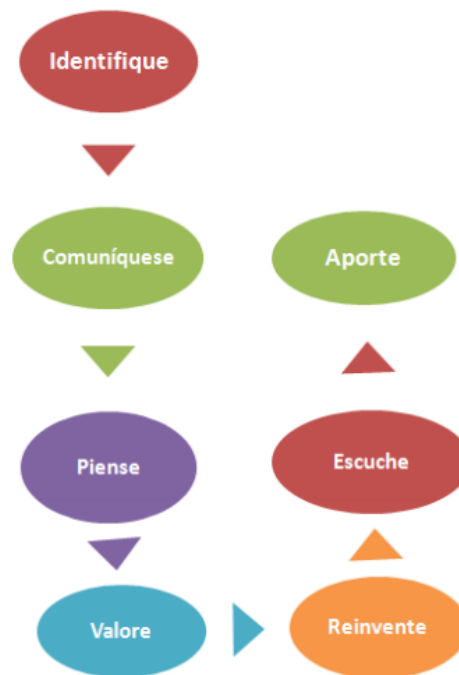 Identifique
Comuníquese
Piense
Valore
Reinvente
Escuche
Aporte